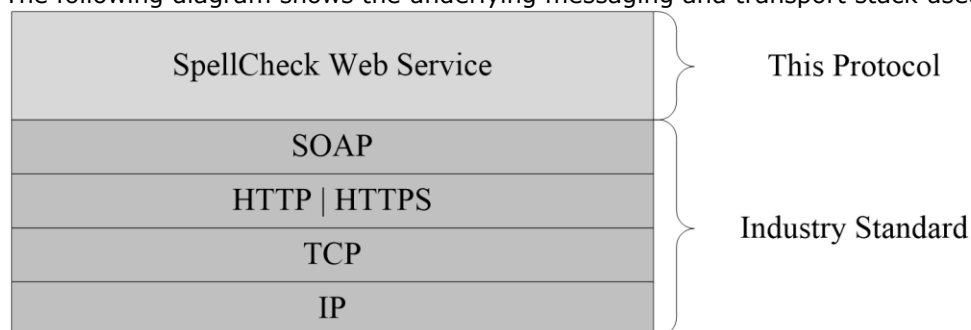 The following diagram shows the underlying messaging and transport stack used
SpellCheck Web Service
This Protocol
SOAP
HTTP | HTTPS
TCP
IP
Industry Standard